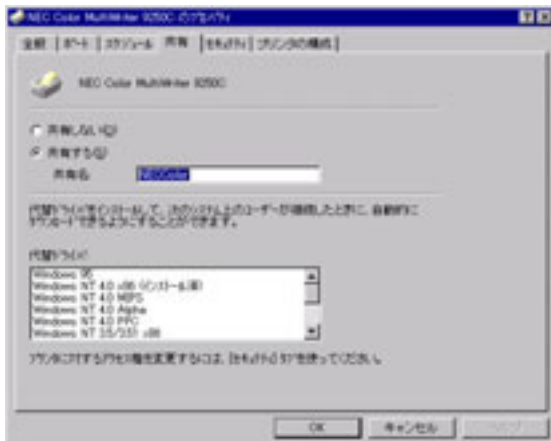 NEC Color MultiWriter 9250C のプロパティ
全般 ポート スケジュール 共有 セキュリティ プリンタの構成
NEC Color MultiWriter 9250C
共有しない(O)
共有する(S)
共有名 NECColor
代替ドライバをインストールして、次のシステム上のユーザーが接続したときに、自動的に
ダウンロードできるようにすることができます。
代替ドライバ
Windows 95
Windows NT 4.0 x86 (インストール済)
Windows NT 4.0 MIPS
Windows NT 4.0 Alpha
Windows NT 4.0 PPC
Windows NT 3.5/3.51 x86
プリンタに対するアクセス権を変更するには、[セキュリティ] タブを使ってください。
OK キャンセル